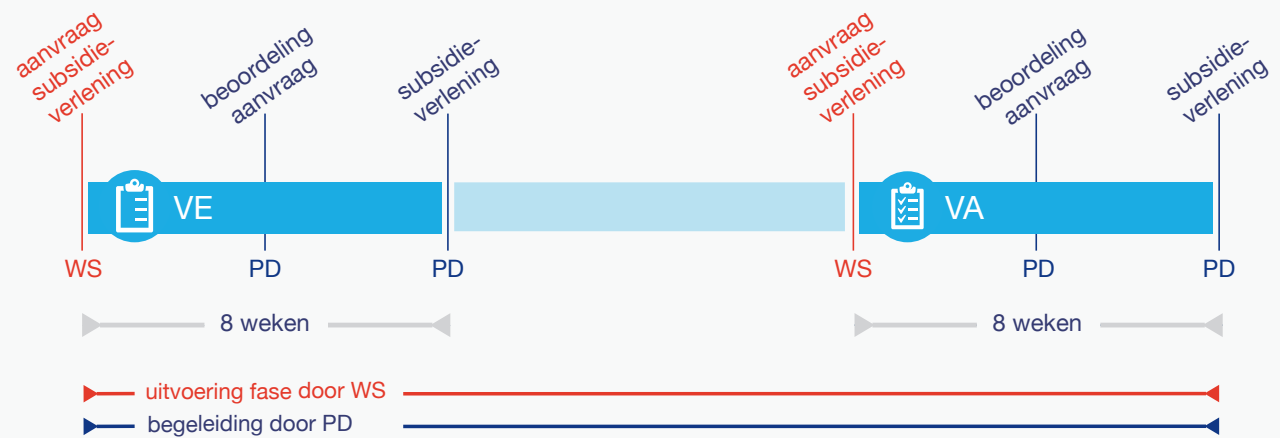 aanvraag
subsidie-
verlening
beoordeling
aanvraag
subsidie-
verlening
aanvraag
subsidie-
verlening
beoordeling
aanvraag
subsidie-
verlening
VE
VA
WS
PD
PD
WS
PD
PD
8 weken
8 weken
uitvoering fase door WS
begeleiding door PD